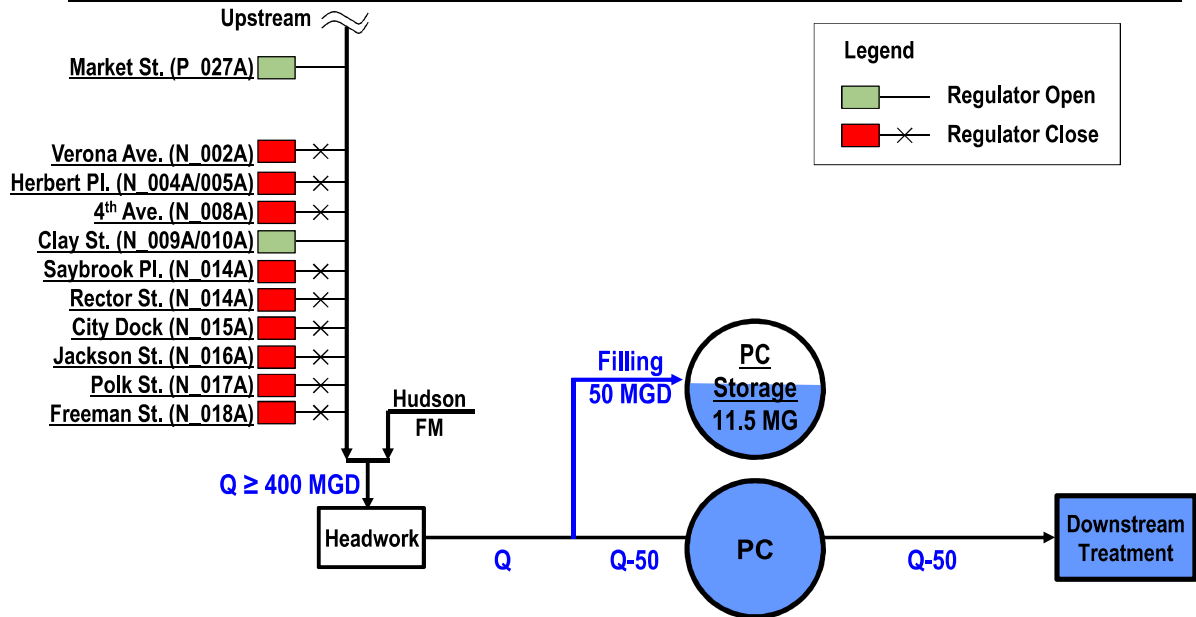 Upstream
Market St. (P_027A)
Verona Ave. (N_002A)
Herbert Pl. (N_004A/005A)
4th Ave. (N_008A)
Clay St. (N_009A/010A)
Saybrook Pl. (N_014A)
Rector St. (N_014A)
City Dock (N_015A)
Jackson St. (N_016A)
Polk St. (N_017A)
Freeman St. (N_018A)
Legend
Regulator Open
Regulator Close
Hudson
FM
Q ≥ 400 MGD
Headwork
Q
Filling
50 MGD
PC
Storage
11.5 MG
Q-50
PC
Q-50
Downstream
Treatment